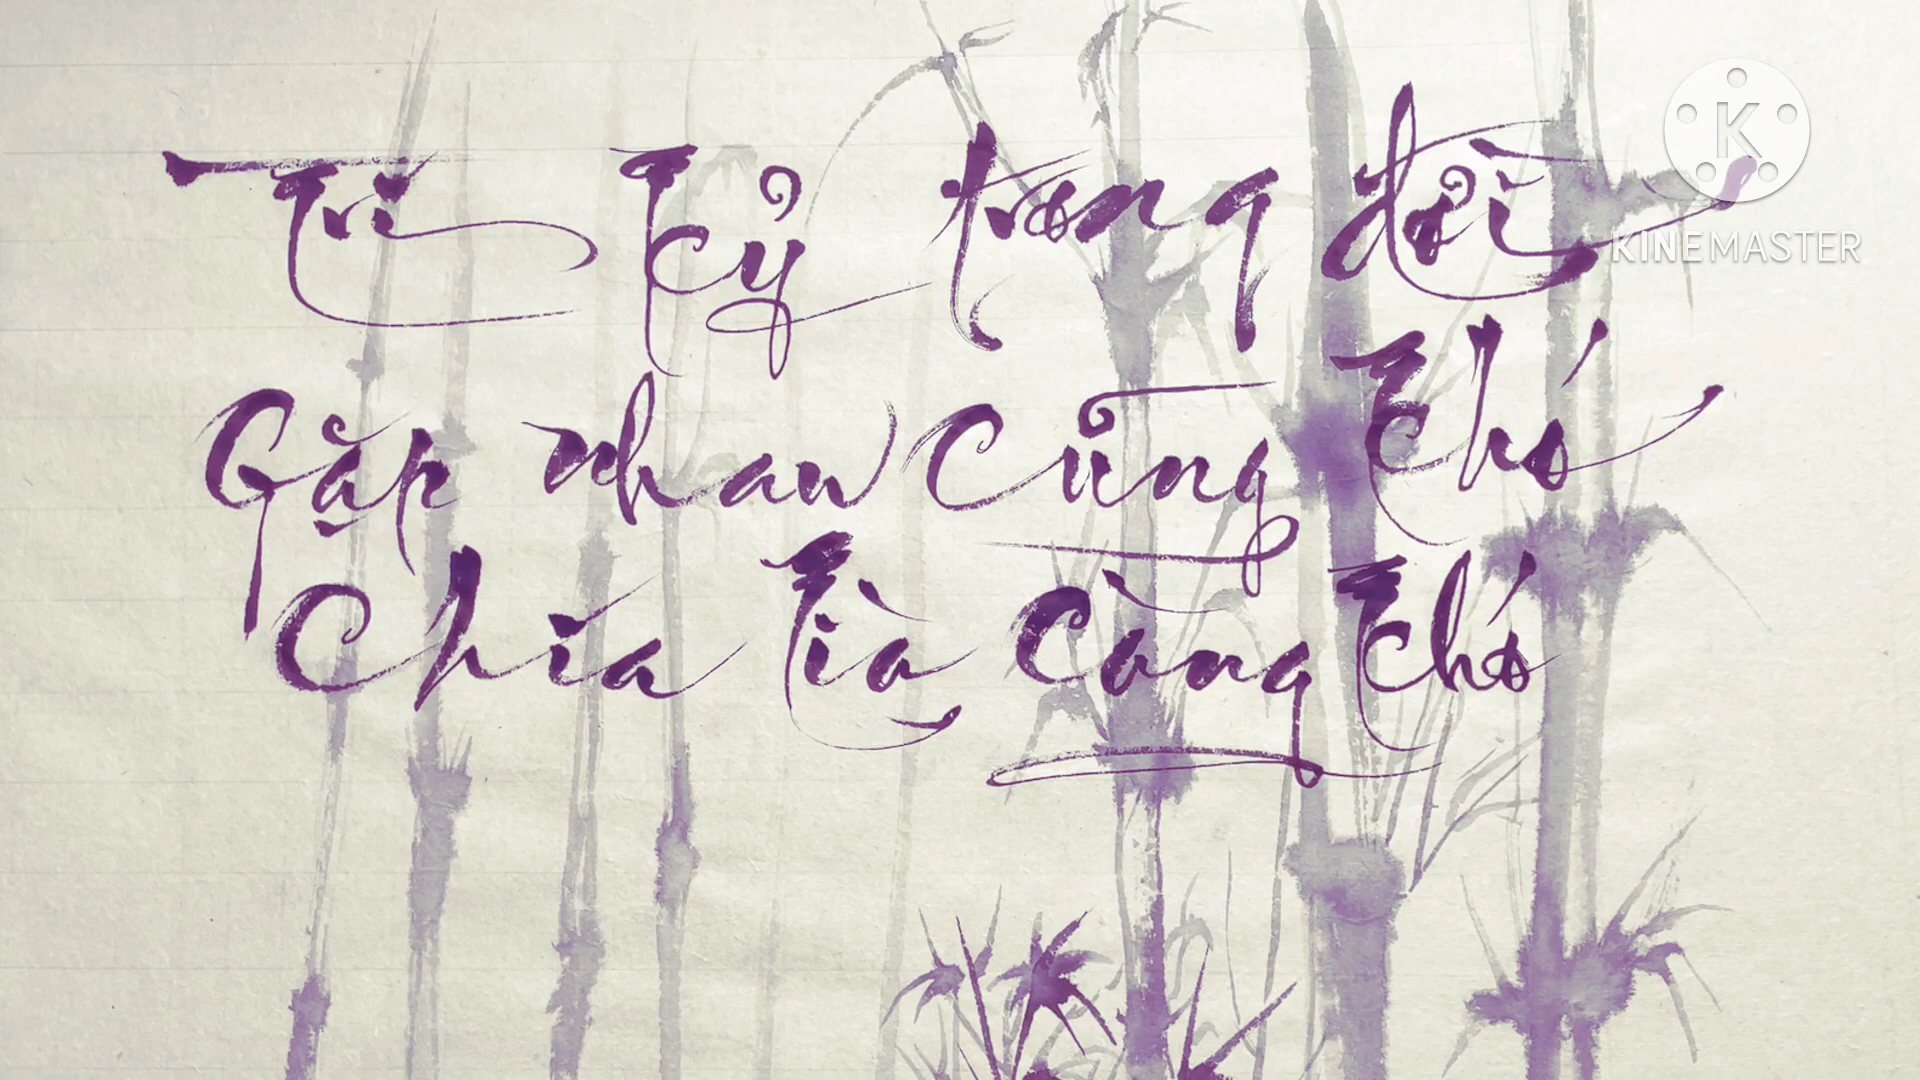 Tri Kỷ trong đời
Gặp nhau Cũng Khó
Chia lìa Càng Khó
K
KINEMASTER